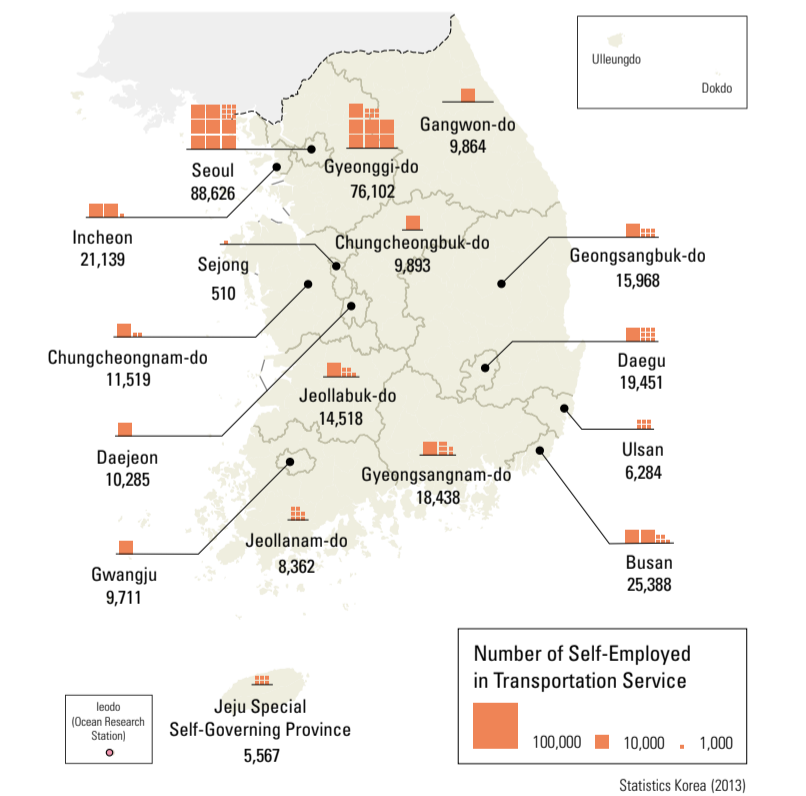 Ulleungdo
Dokdo
Gangwon-do
9,864
Seoul
88,626
Gyeonggi-do
76,102
Incheon
21,139
Chungcheongbuk-do
9,893
Sejong
510
Geongsangbuk-do
15,968
Chungcheongnam-do
11,519
Daegu
19,451
Jeollabuk-do
14,518
Daejeon
10,285
Ulsan
6,284
Gyeongsangnam-do
18,438
Jeollanam-do
8,362
Gwangju
9,711
Busan
25,388
Jeju Special
Self-Governing Province
5,567
Ieodo
(Ocean Research
Station)
Number of Self-Employed
in Transportation Service
100,000 10,000 1,000
Statistics Korea (2013)